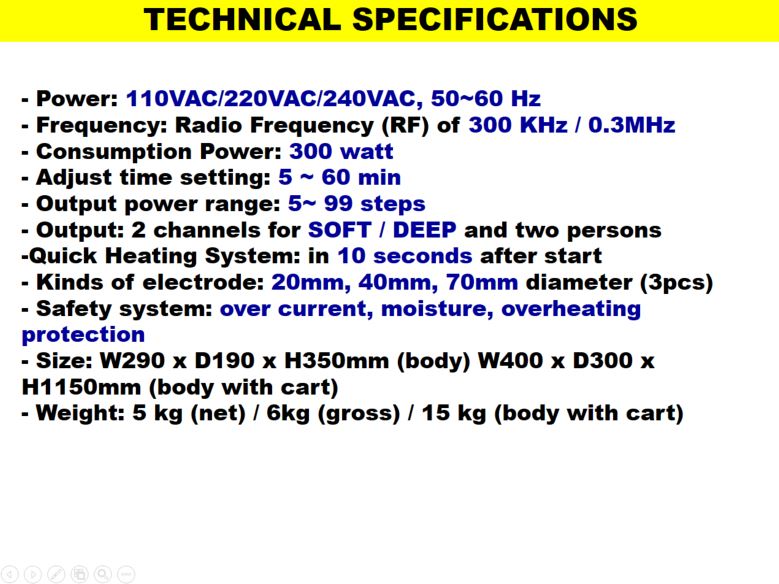 TECHNICAL SPECIFICATIONS
- Power: 110VAC/220VAC/240VAC, 50~60 Hz
- Frequency: Radio Frequency (RF) of 300 KHz / 0.3MHz
- Consumption Power: 300 watt
- Adjust time setting: 5 ~ 60 min
- Output power range: 5~ 99 steps
- Output: 2 channels for SOFT / DEEP and two persons
-Quick Heating System: in 10 seconds after start
- Kinds of electrode: 20mm, 40mm, 70mm diameter (3pcs)
- Safety system: over current, moisture, overheating
protection
- Size: W290 x D190 x H350mm (body) W400 x D300 x
H1150mm (body with cart)
- Weight: 5 kg (net) / 6kg (gross) / 15 kg (body with cart)